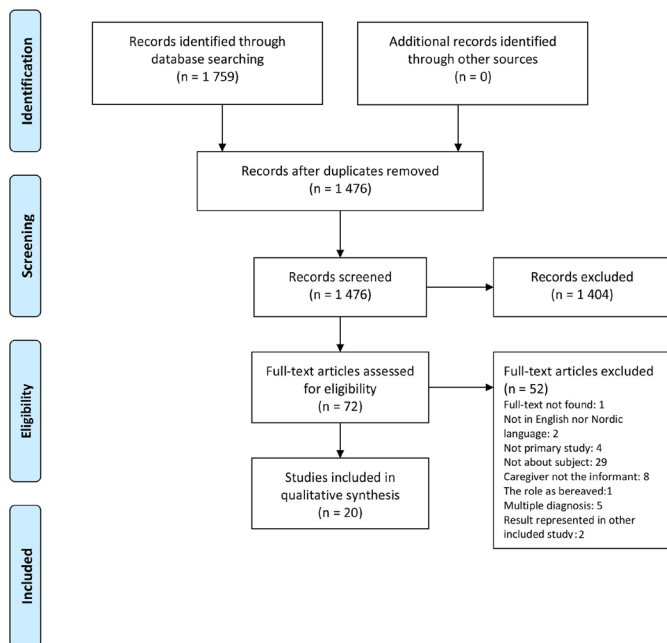 Identification
Records identified through
database searching
(n = 1 759)
Additional records identified
through other sources
(n = 0)
Records after duplicates removed
(n = 1 476)
Screening
Records screened
(n = 1 476)
Records excluded
(n = 1 404)
Eligibility
Full-text articles assessed
for eligibility
(n = 72)
Full-text articles excluded
(n = 52)
Full-text not found: 1
Not in English nor Nordic
language: 2
Not primary study: 4
Not about subject: 29
Caregiver not the informant: 8
The role as bereaved:1
Multiple diagnosis: 5
Result represented in other
included study:2
Studies included in
qualitative synthesis
(n = 20)
Included